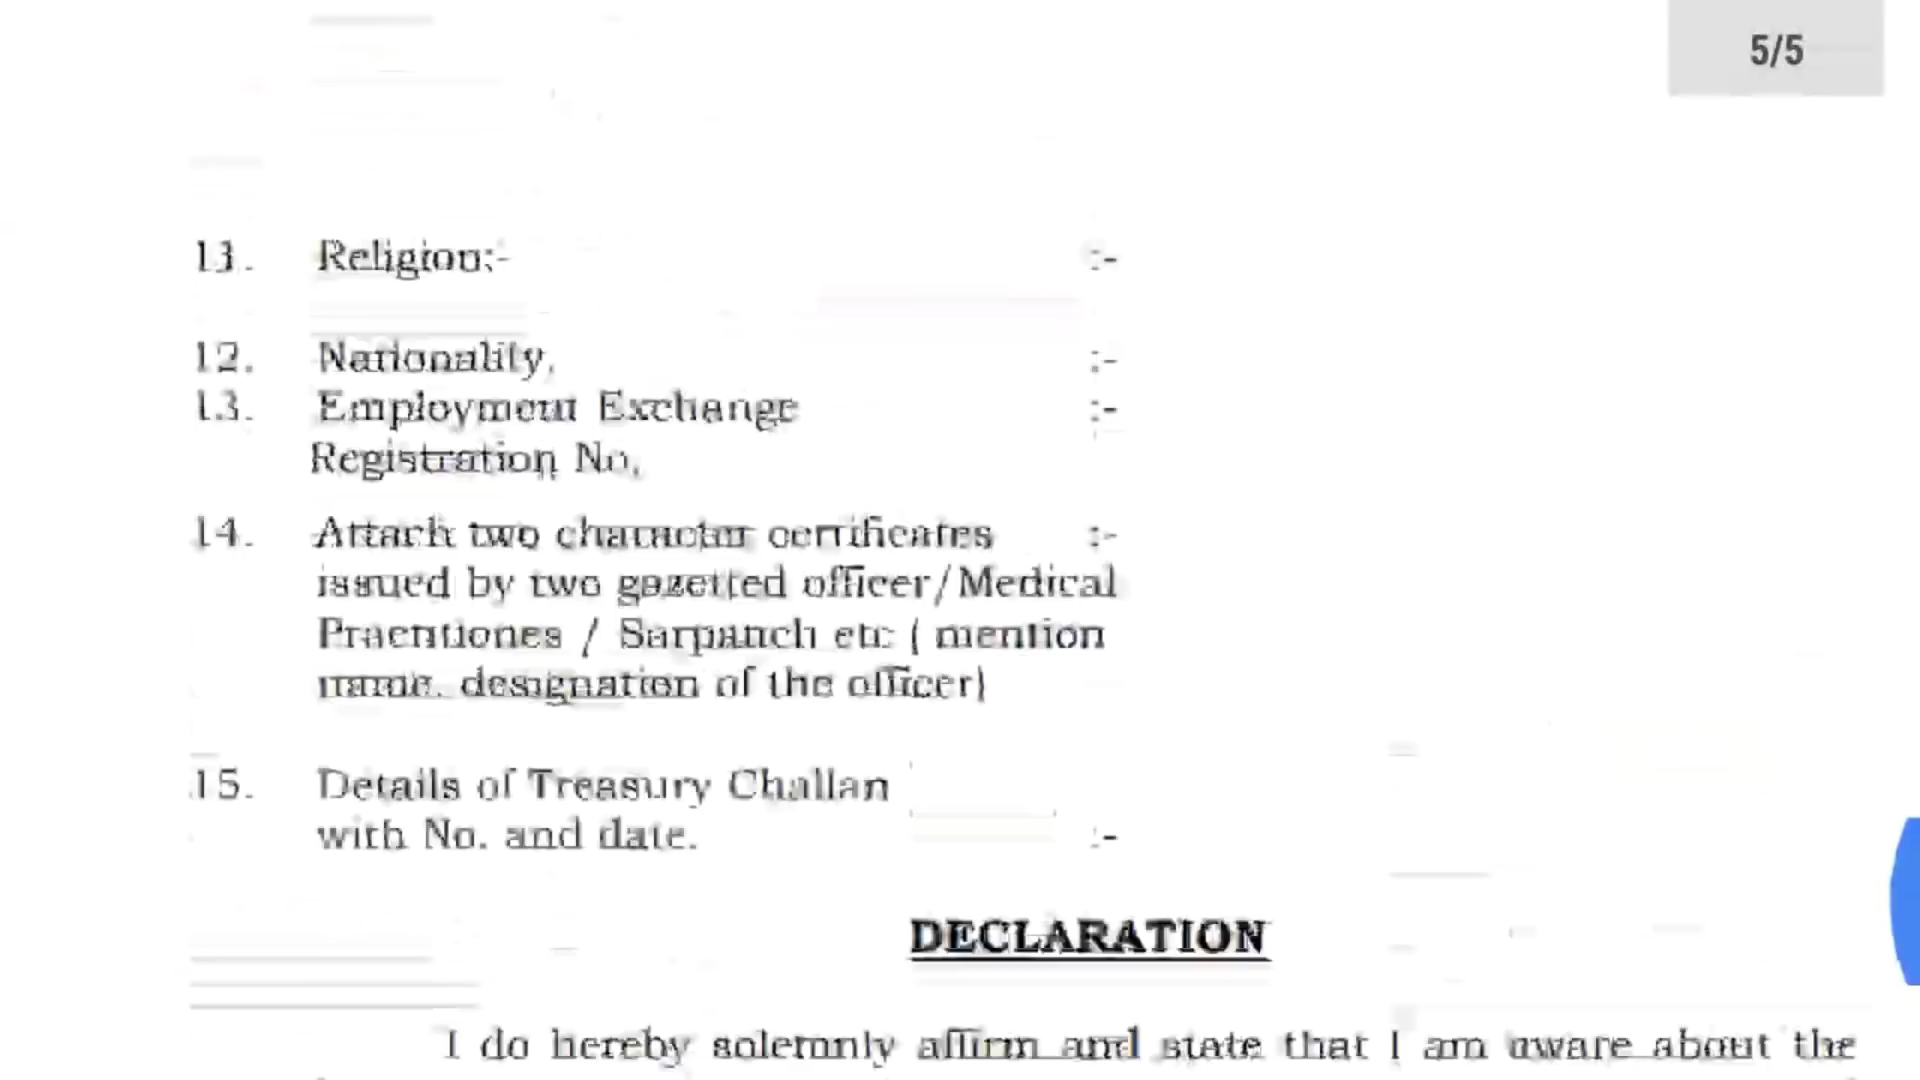 5/5
11. Religion:- :-
12. Nationality, :-
13. Employment Exchange :-
Registration No,
14. Attach two character certificates :-
issued by two gazetted officer/Medical
Practitiones / Sarpanch etc ( mention
name, designation of the officer)
15. Details of Treasury Challan
with No. and date. :-
DECLARATION
I do hereby solemnly affirm and state that I am aware about the